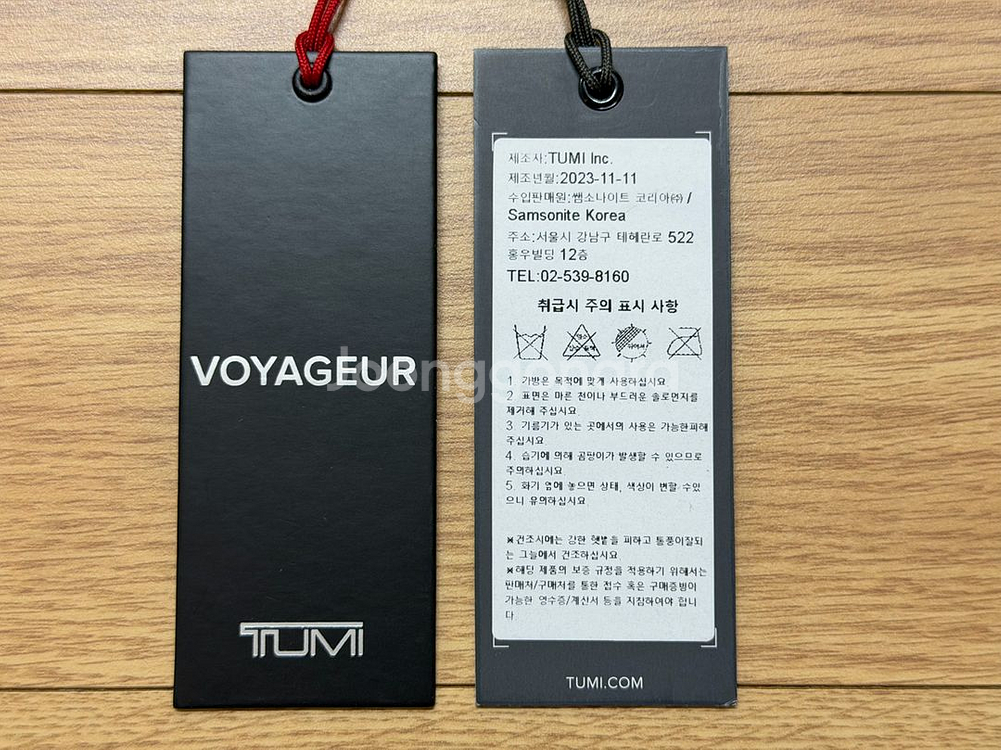 VOYAGEUR
TUMI
제조사:TUMI Inc.
제조년월:2023-11-11
수입판매원:쌤소나이트 코리아㈜ /
Samsonite Korea
주소:서울시 강남구 테헤란로 522
홍우빌딩 12층
TEL:02-539-8160
취급시 주의 표시 사항
1. 가방은 목적에 맞게 사용하십시요
2. 표면은 마른 천이나 부드러운 솔로먼지를
제거해 주십시요
3. 기름기가 있는 곳에서의 사용은 가능한피해
주십시요
4. 습기에 의해 곰팡이가 발생할 수 있으므로
주의하십시요
5. 화기 옆에 놓으면 상태, 색상이 변할 수있
으니 유의하십시요
※건조시에는 강한 햇볕을 피하고 통풍이잘되
는 그늘에서 건조하십시요
※해당 제품의 보증 규정을 적용하기 위해서는
판매처/구매처를 통한 접수 혹은 구매증빙이
가능한 영수증/계산서 등을 지참하여야 합니
다
TUMI.COM
Joonggonara